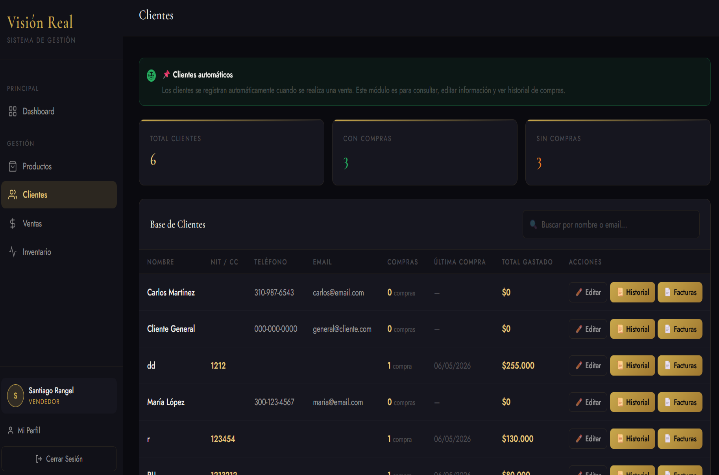 Visión Real
SISTEMA DE GESTIÓN
PRINCIPAL
Dashboard
GESTIÓN
Productos
Clientes
Ventas
Inventario
S
Santiago Rangel
VENDEDOR
Mi Perfil
Cerrar Sesión
Clientes
Clientes automáticos
Los clientes se registran automáticamente cuando se realiza una venta. Este módulo es para consultar, editar información y ver historial de compras.
TOTAL CLIENTES
6
CON COMPRAS
3
SIN COMPRAS
3
Base de Clientes
Buscar por nombre o email...
NOMBRE NIT / CC TELÉFONO EMAIL COMPRAS ÚLTIMA COMPRA TOTAL GASTADO ACCIONES
Carlos Martínez 310-987-6543 carlos@email.com 0 compras — $0 Editar Historial Facturas
Cliente General 000-000-0000 general@cliente.com 0 compras — $0 Editar Historial Facturas
dd 1212 1 compra 06/05/2026 $255.000 Editar Historial Facturas
María López 300-123-4567 maria@email.com 0 compras — $0 Editar Historial Facturas
r 123454 1 compra 06/05/2026 $130.000 Editar Historial Facturas
1 compra 06/05/2026 $80.000 Editar Historial Facturas